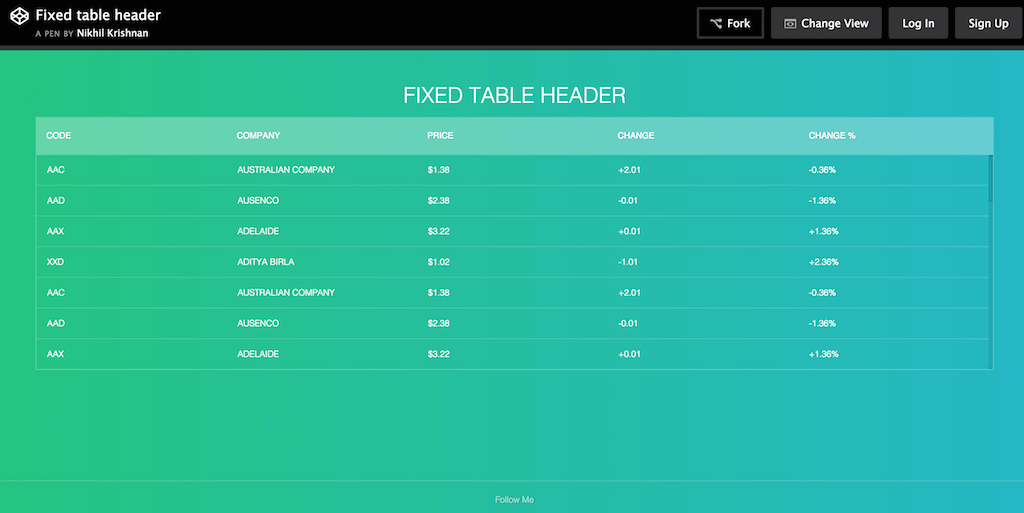 Fixed table header
A PEN BY Nikhil Krishnan
Fork Change View Log In Sign Up
FIXED TABLE HEADER
CODE COMPANY PRICE CHANGE CHANGE %
AAC AUSTRALIAN COMPANY $1.38 +2.01 -0.36%
AAD AUSENCO $2.38 -0.01 -1.36%
AAX ADELAIDE $3.22 +0.01 +1.36%
XXD ADITYA BIRLA $1.02 -1.01 +2.36%
AAC AUSTRALIAN COMPANY $1.38 +2.01 -0.36%
AAD AUSENCO $2.38 -0.01 -1.36%
AAX ADELAIDE $3.22 +0.01 +1.36%
Follow Me